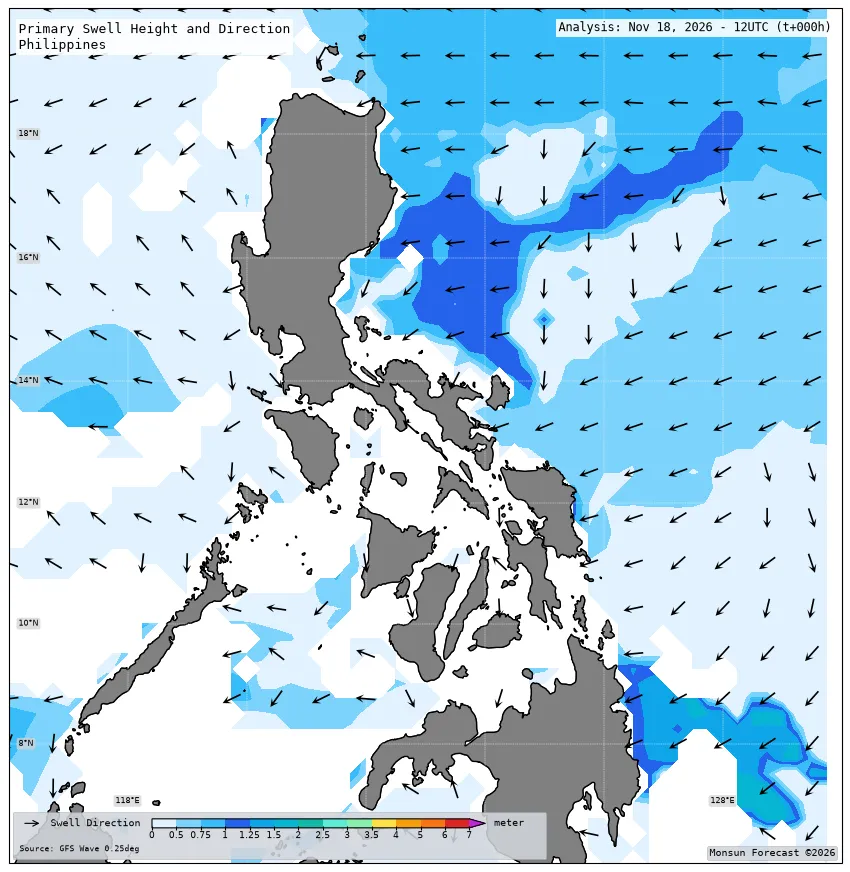 Primary Swell Height and Direction
Philippines
Analysis: Nov 18, 2026 - 12UTC (t+000h)
18°N
16°N
14°N
12°N
10°N
8°N
118°E
128°E
Swell Direction
0 0.5 0.75 1 1.25 1.5 2 2.5 3 3.5 4 5 6 7
meter
Source: GFS Wave 0.25deg
Monsun Forecast ©2026